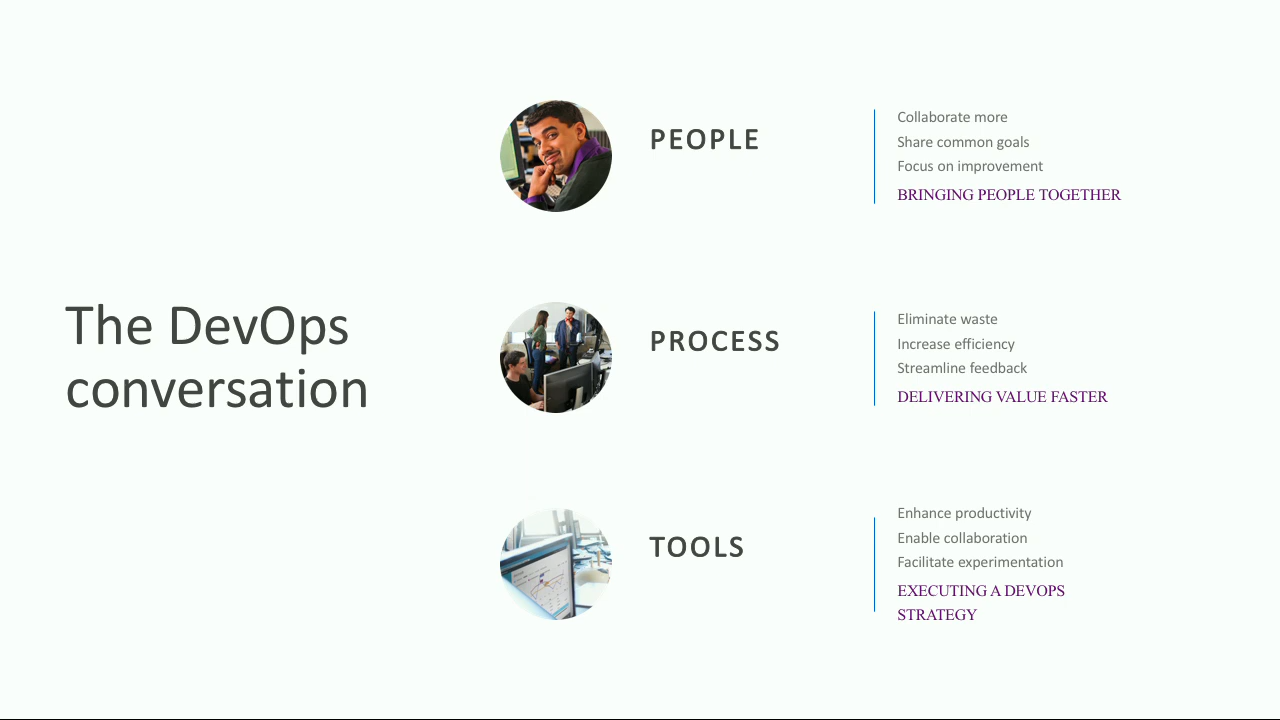 The DevOps
conversation
PEOPLE
Collaborate more
Share common goals
Focus on improvement
BRINGING PEOPLE TOGETHER
PROCESS
Eliminate waste
Increase efficiency
Streamline feedback
DELIVERING VALUE FASTER
TOOLS
Enhance productivity
Enable collaboration
Facilitate experimentation
EXECUTING A DEVOPS
STRATEGY